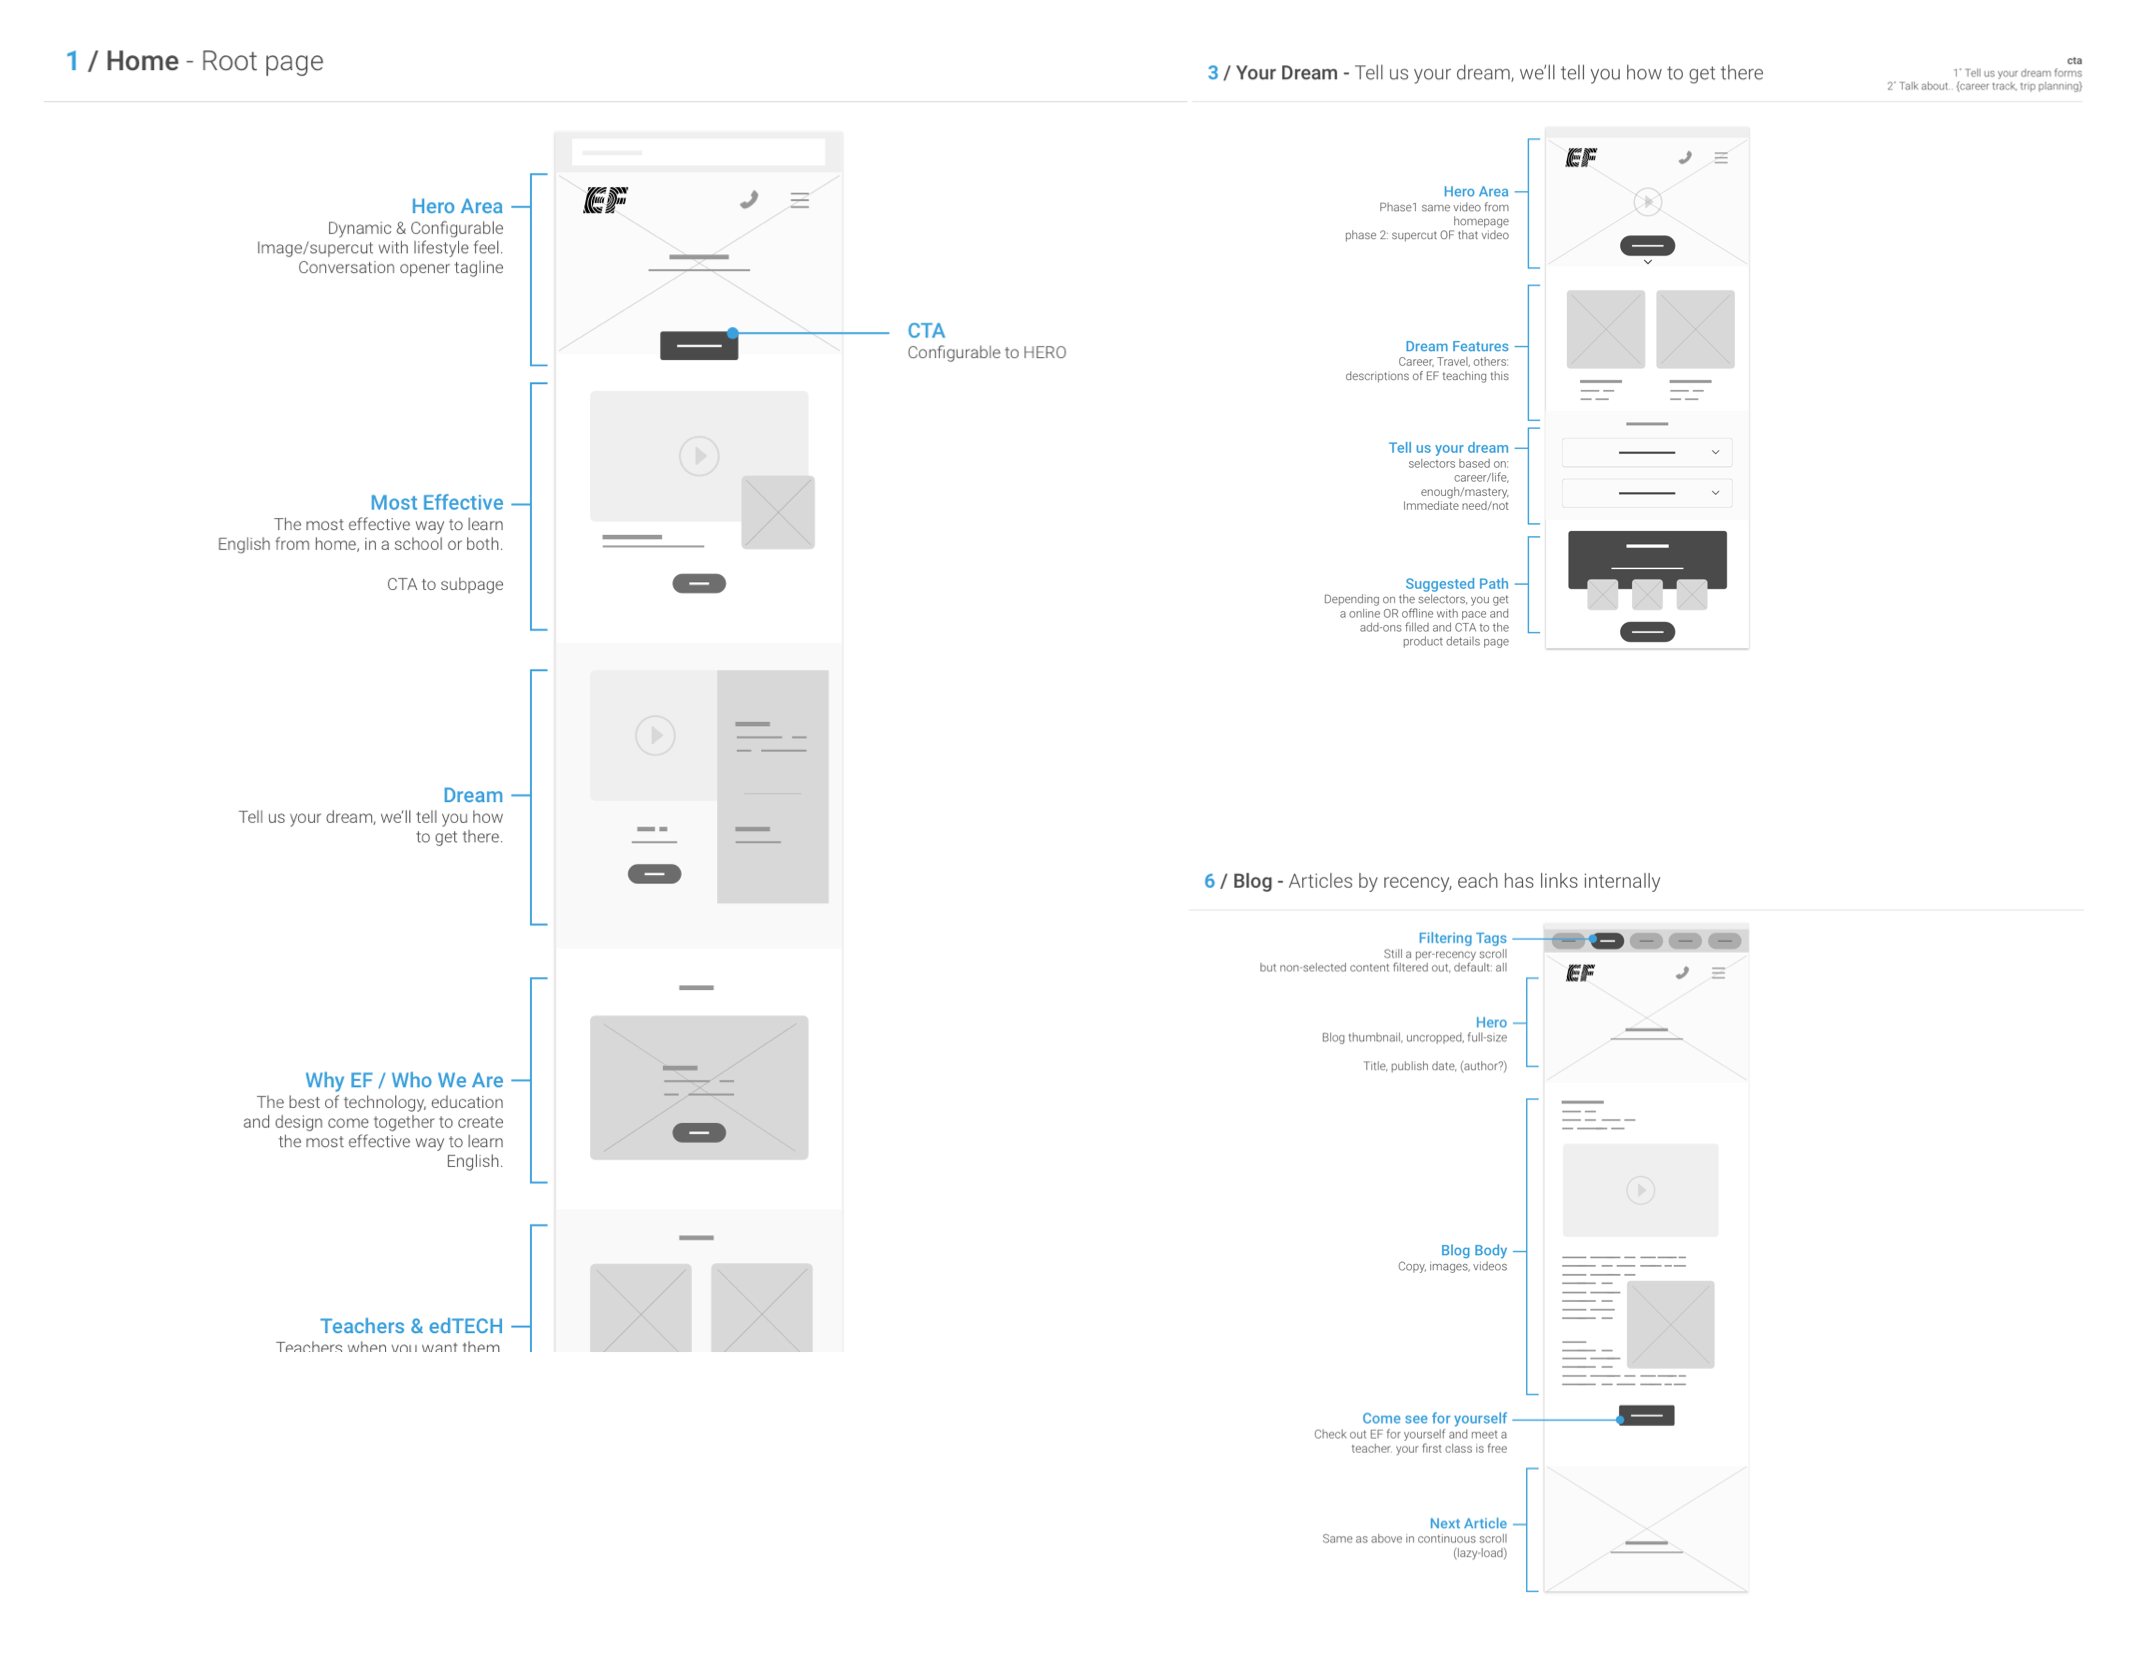 1 / Home - Root page
EF
Hero Area
Dynamic & Configurable
Image/supercut with lifestyle feel.
Conversation opener tagline
CTA
Configurable to HERO
Most Effective
The most effective way to learn
English from home, in a school or both.
CTA to subpage
Dream
Tell us your dream, we'll tell you how
to get there.
Why EF / Who We Are
The best of technology, education
and design come together to create
the most effective way to learn
English.
Teachers & edTECH
Teachers when you want them.
3 / Your Dream - Tell us your dream, we'll tell you how to get there
cta
1˚ Tell us your dream forms
2˚ Talk about.. {career track, trip planning}
EF
Hero Area
Phase1 same video from
homepage
phase 2: supercut OF that video
Dream Features
Career, Travel, others:
descriptions of EF teaching this
Tell us your dream
selectors based on:
career/life,
enough/mastery,
Immediate need/not
Suggested Path
Depending on the selectors, you get
a online OR offline with pace and
add-ons filled and CTA to the
product details page
6 / Blog - Articles by recency, each has links internally
Filtering Tags
Still a per-recency scroll
but non-selected content filtered out, default: all
EF
Hero
Blog thumbnail, uncropped, full-size
Title, publish date, (author?)
Blog Body
Copy, images, videos
Come see for yourself
Check out EF for yourself and meet a
teacher. your first class is free
Next Article
Same as above in continuous scroll
(lazy-load)